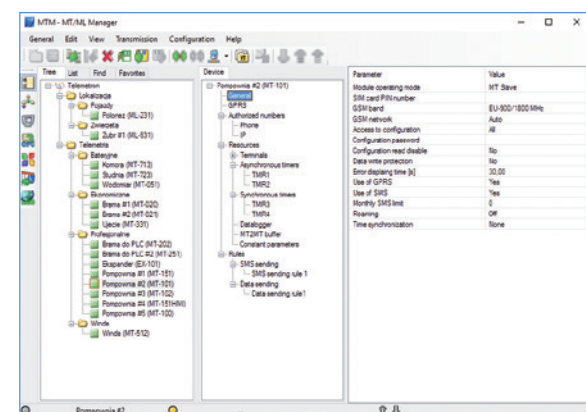 MTM - MT/ML Manager
General Edit View Transmission Configuration Help
Tree List Find Favorites
Telemetron
Lokalizacja
Pojazdy
Polonez (ML-231)
Zwierzęta
Żubr #1 (ML-931)
Telemetria
Bateryjne
Komora (MT-713)
Studnia (MT-723)
Wodomiar (MT-051)
Ekonomiczne
Brama #1 (MT-020)
Brama #2 (MT-021)
Ujęcie (MT-331)
Profesjonalne
Brama do PLC (MT-202)
Brama do PLC #2 (MT-251)
Ekspander (EX-101)
Pompownia #1 (MT-151)
Pompownia #2 (MT-101)
Pompownia #3 (MT-102)
Pompownia #4 (MT-151HMI)
Pompownia #5 (MT-100)
Winda
Winda (MT-512)
Device
Pompownia #2 (MT-101)
General
GPRS
Authorized numbers
Phone
IP
Resources
Terminals
Asynchronous timers
TMR1
TMR2
Synchronous timers
TMR3
TMR4
Datalogger
MT2MT buffer
Constant parameters
Rules
SMS sending
SMS sending rule 1
Data sending
Data sending rule1
Parameter Value
Module operating mode MT Slave
SIM card PIN number
GSM band EU-900/1800 MHz
GSM network Auto
Access to configuration All
Configuration password
Configuration read disable No
Data write protection No
Error displaing time [s] 30,00
Use of GPRS Yes
Use of SMS Yes
Monthly SMS limit 0
Roaming Off
Time synchronization None
Pompownia #2